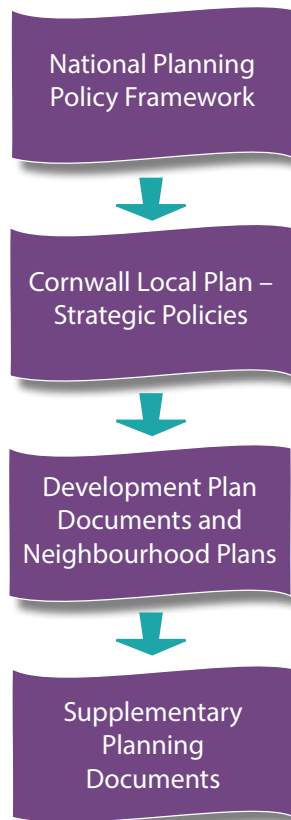 National Planning
Policy Framework
Cornwall Local Plan –
Strategic Policies
Development Plan
Documents and
Neighbourhood Plans
Supplementary
Planning
Documents